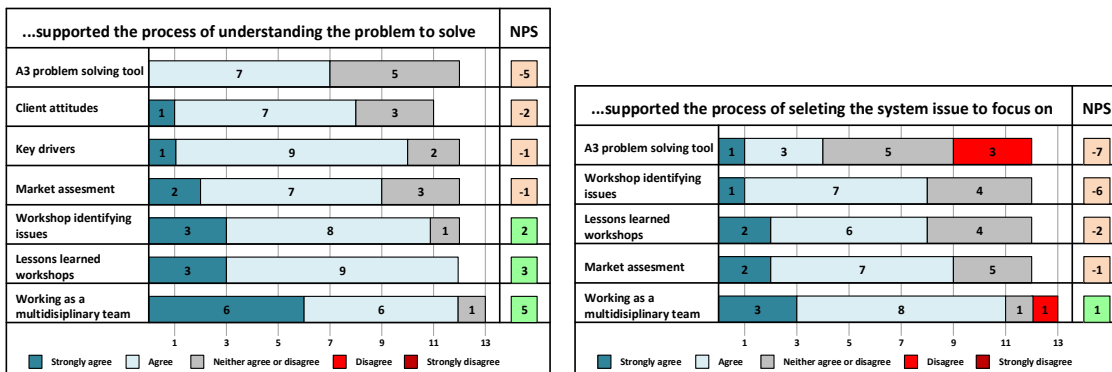 ...supported the process of understanding the problem to solve NPS
A3 problem solving tool 7 5 -5
Client attitudes 1 7 3 -2
Key drivers 1 9 2 -1
Market assesment 2 7 3 -1
Workshop identifying
issues 3 8 1 2
Lessons learned
workshops 3 9 3
Working as a
multidisiplinary team 6 6 1 5
1 3 5 7 9 11 13
Strongly agree Agree Neither agree or disagree Disagree Strongly disagree
...supported the process of seleting the system issue to focus on NPS
A3 problem solving tool 1 3 5 3 -7
Workshop identifying
issues 1 7 4 -6
Lessons learned
workshops 2 6 4 -2
Market assesment 2 7 5 -1
Working as a
multidisiplinary team 3 8 1 1 1
1 3 5 7 9 11 13
Strongly agree Agree Neither agree or disagree Disagree Strongly disagree